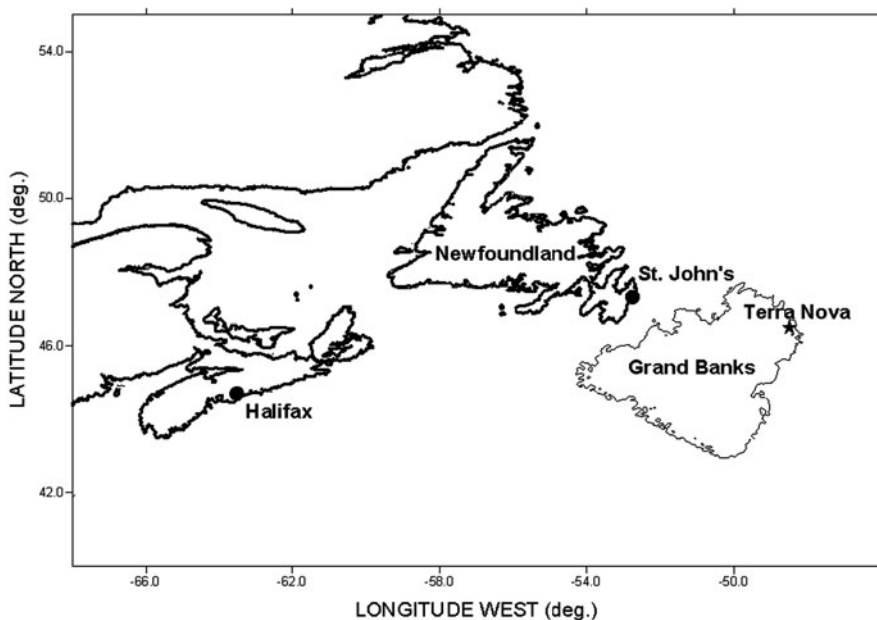 54.0
50.0
46.0
42.0
LATITUDE NORTH (deg.)
Newfoundland
St. John's
Terra Nova
Grand Banks
Halifax
-66.0
-62.0
-58.0
-54.0
-50.0
LONGITUDE WEST (deg.)